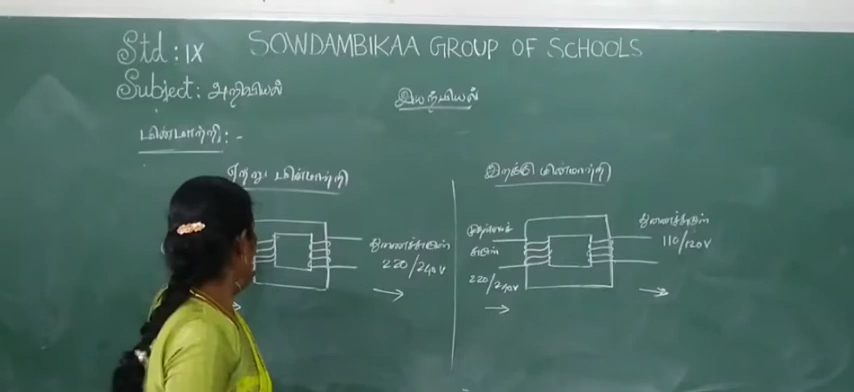 Std : IX SOWDAMBIKAA GROUP OF SCHOOLS
Subject : அறிவியல்
இயற்பியல்
மின்மாற்றி : -
ஏற்று மின்மாற்றி
துணைச்சுருள்
220/240V
இறக்கு மின்மாற்றி
முதன்மைச்
சுருள்
220/240V
துணைச்சுருள்
110/120V